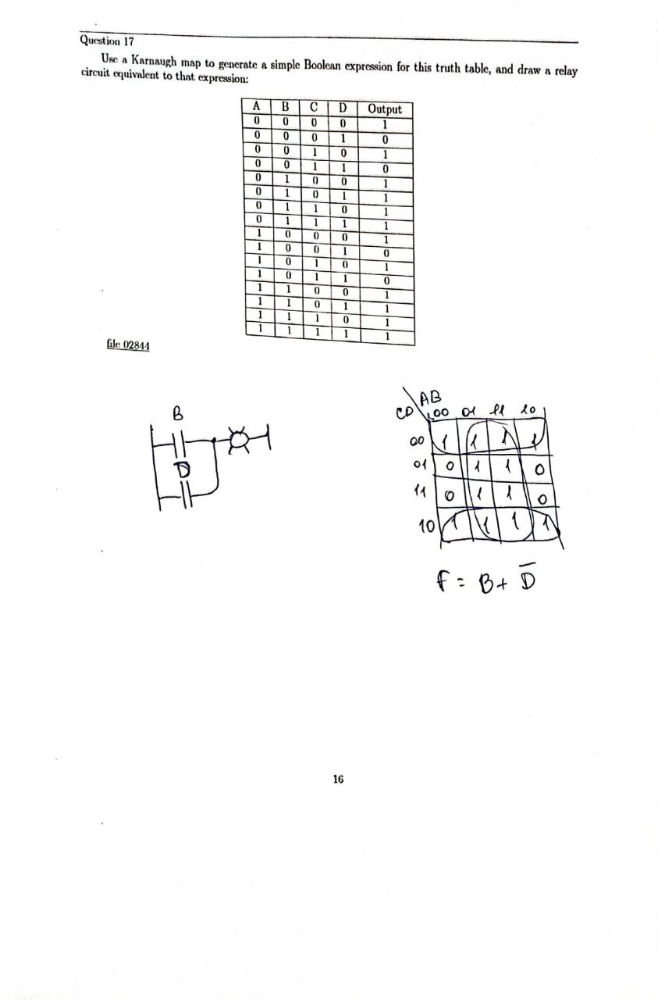 Question 17
Use a Karnaugh map to generate a simple Boolean expression for this truth table, and draw a relay
circuit equivalent to that expression:
A B C D Output
0 0 0 0 1
0 0 0 1 0
0 0 1 0 1
0 0 1 1 0
0 1 0 0 1
0 1 0 1 1
0 1 1 0 1
0 1 1 1 1
1 0 0 0 1
1 0 0 1 0
1 0 1 0 1
1 0 1 1 0
1 1 0 0 1
1 1 0 1 1
1 1 1 0 1
1 1 1 1 1
file 02844
B
D
AB
CD 00 01 11 10
00 1 1 1 1
01 0 1 1 0
11 0 1 1 0
10 1 1 1 1
f = B + D̅
16